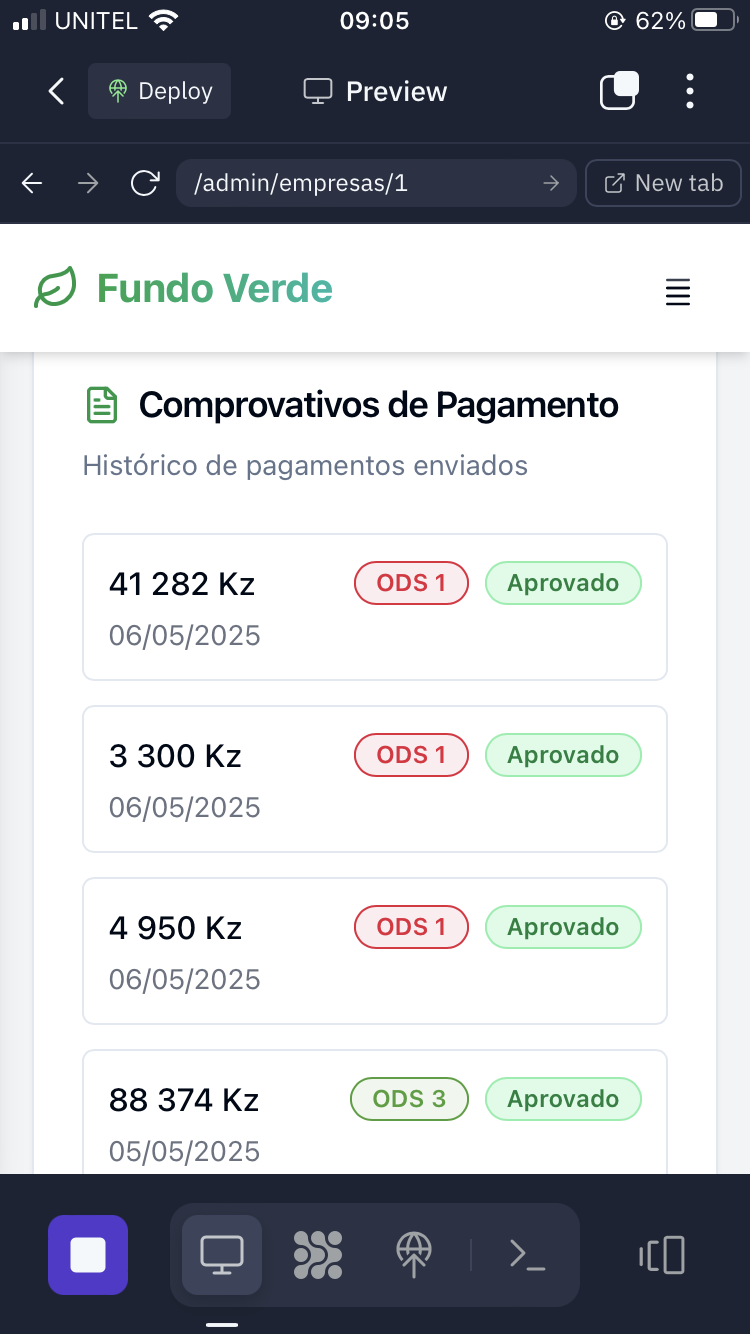 UNITEL 09:05 62%
Deploy Preview
/admin/empresas/1 New tab
Fundo Verde
Comprovativos de Pagamento
Histórico de pagamentos enviados
41 282 Kz ODS 1 Aprovado
06/05/2025
3 300 Kz ODS 1 Aprovado
06/05/2025
4 950 Kz ODS 1 Aprovado
06/05/2025
88 374 Kz ODS 3 Aprovado
05/05/2025